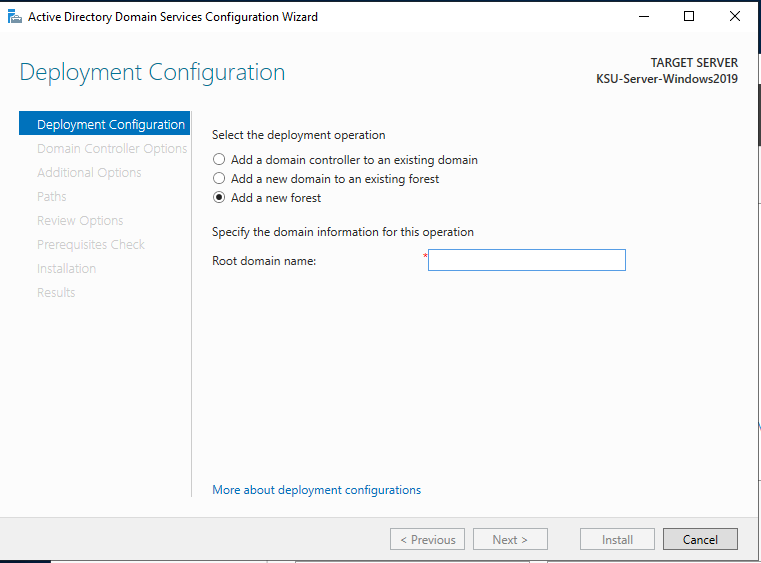 Active Directory Domain Services Configuration Wizard
Deployment Configuration
TARGET SERVER
KSU-Server-Windows2019
Deployment Configuration
Domain Controller Options
Additional Options
Paths
Review Options
Prerequisites Check
Installation
Results
Select the deployment operation
Add a domain controller to an existing domain
Add a new domain to an existing forest
Add a new forest
Specify the domain information for this operation
Root domain name: *
More about deployment configurations
< Previous
Next >
Install
Cancel